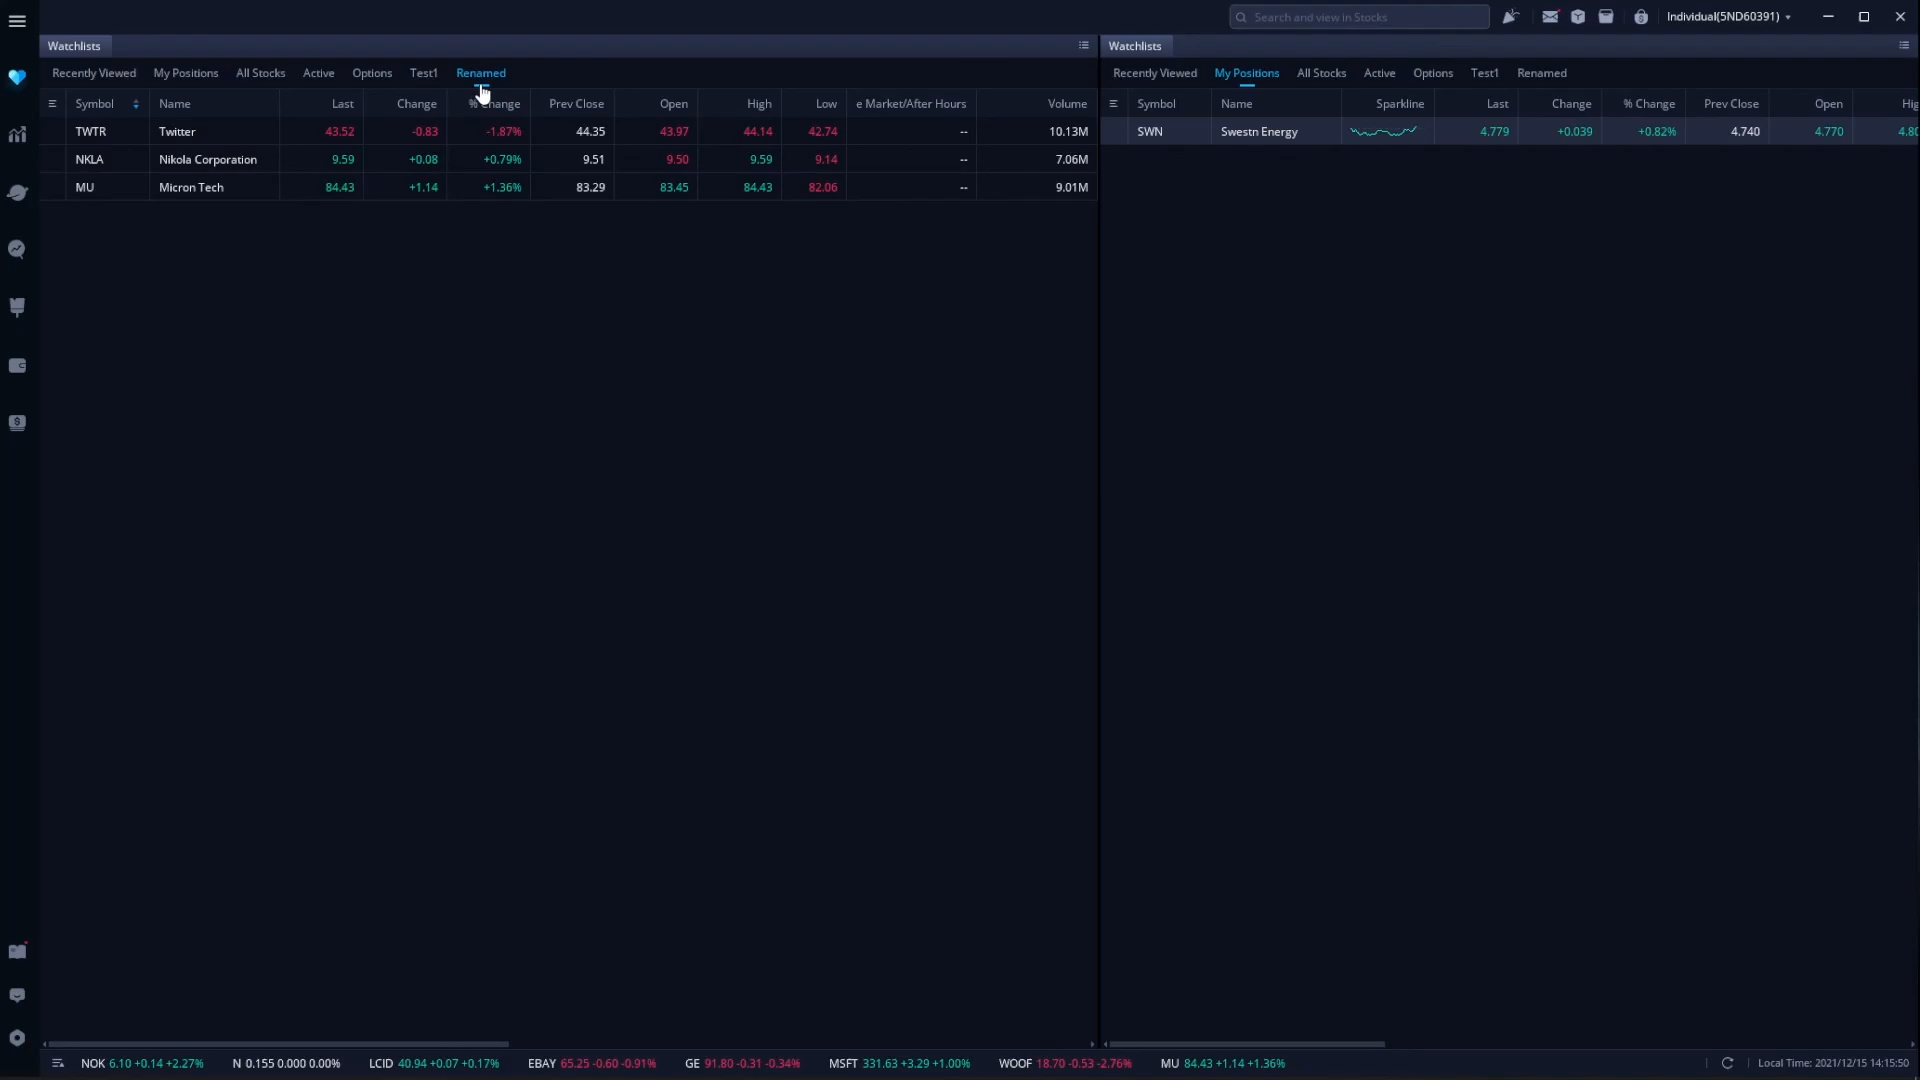 Search and view in Stocks Individual(5ND60391)
Watchlists
Recently Viewed My Positions All Stocks Active Options Test1 Renamed
Symbol Name Last Change % Change Prev Close Open High Low e Market/After Hours Volume
TWTR Twitter 43.52 -0.83 -1.87% 44.35 43.97 44.14 42.74 -- 10.13M
NKLA Nikola Corporation 9.59 +0.08 +0.79% 9.51 9.50 9.59 9.14 -- 7.06M
MU Micron Tech 84.43 +1.14 +1.36% 83.29 83.45 84.43 82.06 -- 9.01M
Watchlists
Recently Viewed My Positions All Stocks Active Options Test1 Renamed
Symbol Name Sparkline Last Change % Change Prev Close Open Hig
SWN Swestn Energy 4.779 +0.039 +0.82% 4.740 4.770 4.80
NOK 6.10 +0.14 +2.27% N 0.155 0.000 0.00% LCID 40.94 +0.07 +0.17% EBAY 65.25 -0.60 -0.91% GE 91.80 -0.31 -0.34% MSFT 331.63 +3.29 +1.00% WOOF 18.70 -0.53 -2.76% MU 84.43 +1.14 +1.36% Local Time: 2021/12/15 14:15:50